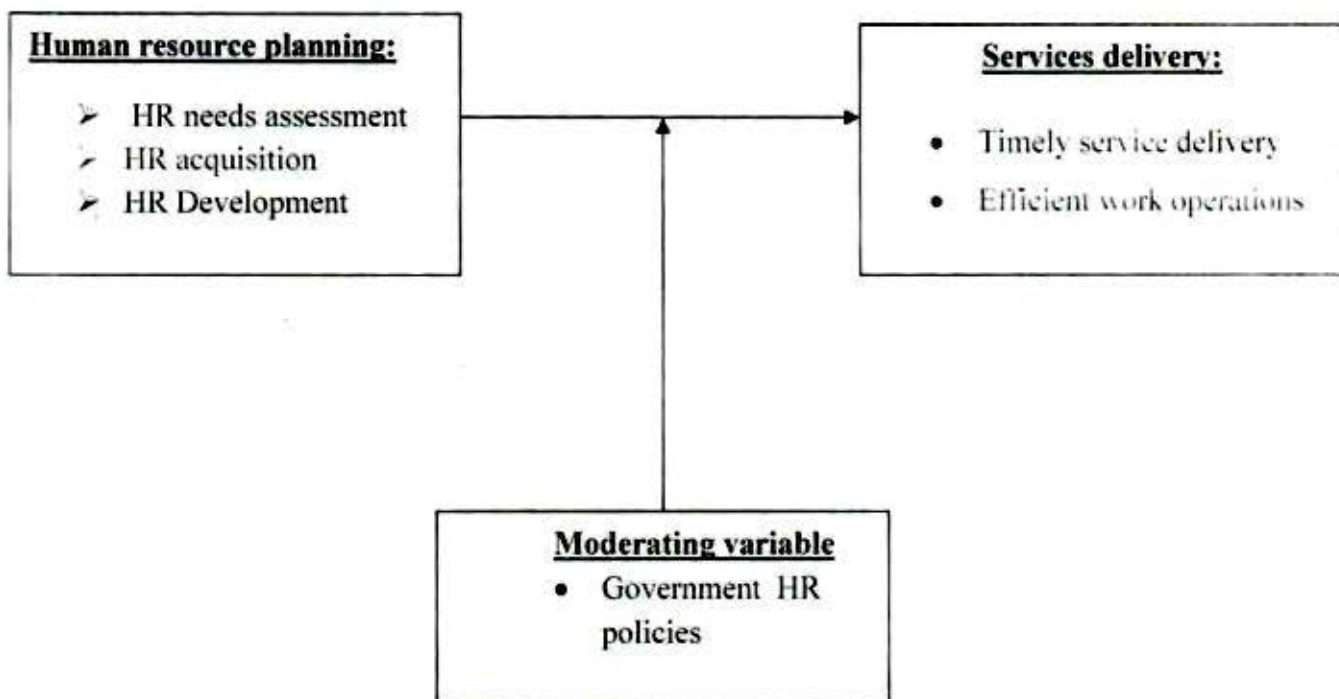 Human resource planning:
➢ HR needs assessment
➢ HR acquisition
➢ HR Development
Services delivery:
• Timely service delivery
• Efficient work operations
Moderating variable
• Government HR
policies